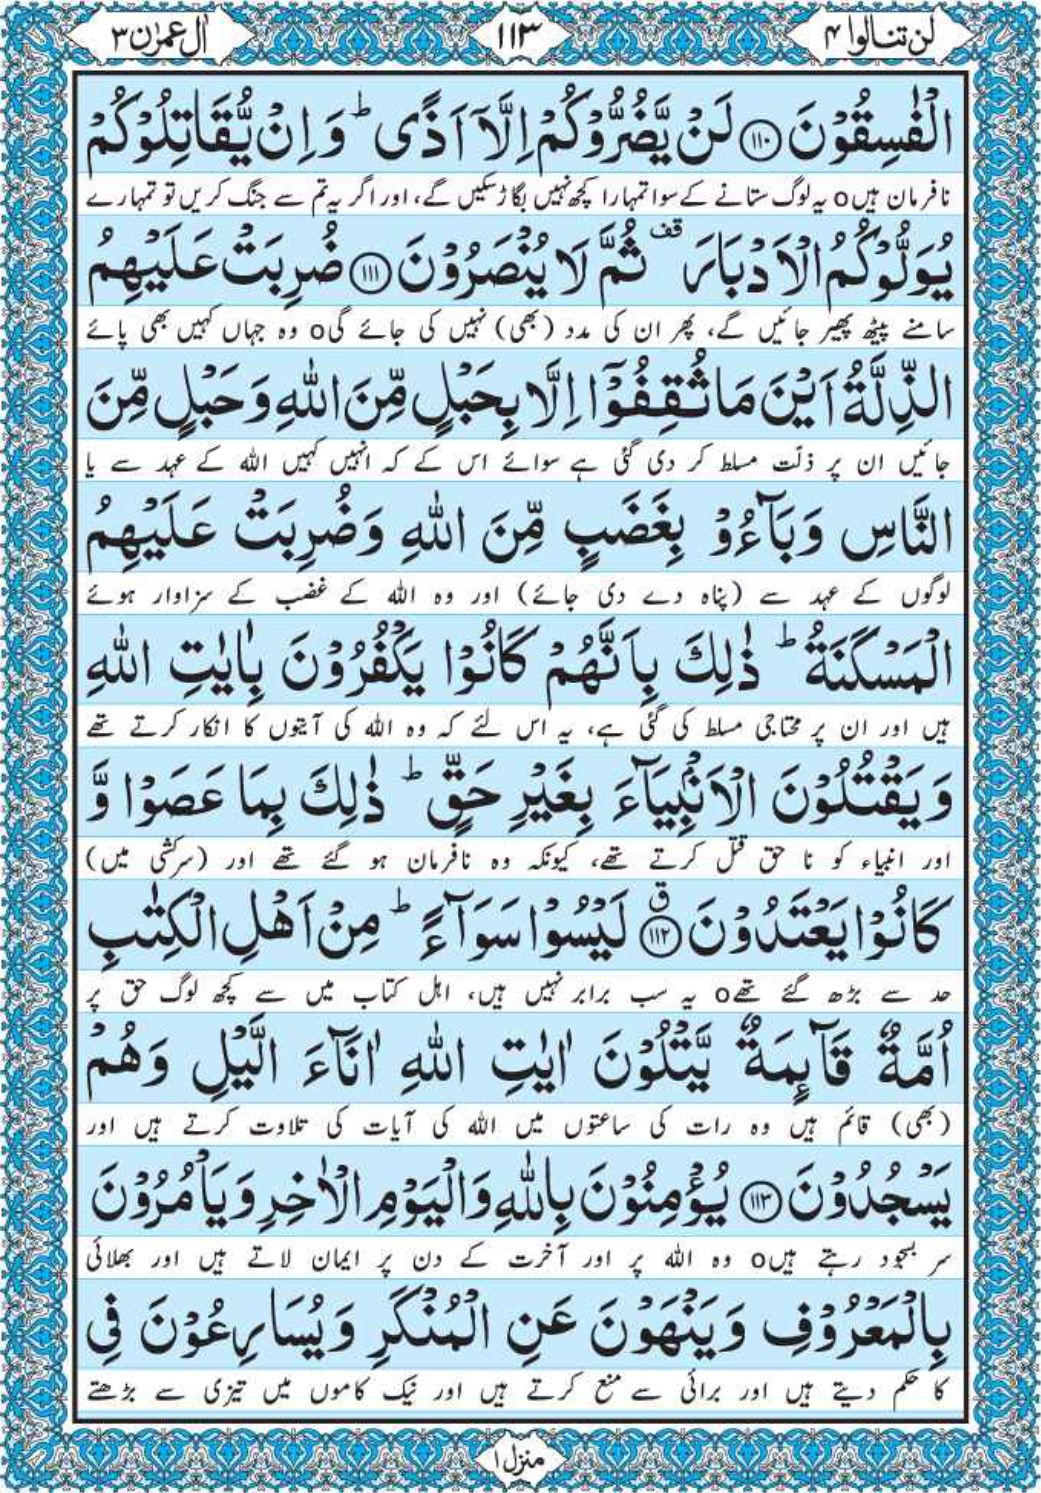 اٰل عمرٰن ۳
۱۱۳
لن تنالوا ۴
الْفٰسِقُوْنَ ﴿۱۱۰﴾ لَنْ يَّضُرُّوْكُمْ اِلَّاۤ اَذًى ؕ وَ اِنْ يُّقَاتِلُوْكُمْ
نافرمان ہیں o یہ لوگ ستانے کے سوا تمہارا کچھ نہیں بگاڑ سکیں گے، اور اگر یہ تم سے جنگ کریں تو تمہارے
يُوَلُّوْكُمُ الْاَدْبَارَ ۟ قف ثُمَّ لَا يُنْصَرُوْنَ ﴿۱۱۱﴾ ضُرِبَتْ عَلَيْهِمُ
سامنے پیٹھ پھیر جائیں گے، پھر ان کی مدد (بھی) نہیں کی جائے گی o وہ جہاں کہیں بھی پائے
الذِّلَّةُ اَيْنَ مَا ثُقِفُوْۤا اِلَّا بِحَبْلٍ مِّنَ اللّٰهِ وَ حَبْلٍ مِّنَ
جائیں ان پر ذلّت مسلط کر دی گئی ہے سوائے اس کے کہ انہیں کہیں اللہ کے عہد سے یا
النَّاسِ وَ بَآءُوْ بِغَضَبٍ مِّنَ اللّٰهِ وَ ضُرِبَتْ عَلَيْهِمُ
لوگوں کے عہد سے (پناہ دے دی جائے) اور وہ اللہ کے غضب کے سزاوار ہوئے
الْمَسْكَنَةُ ؕ ذٰلِكَ بِاَنَّهُمْ كَانُوْا يَكْفُرُوْنَ بِاٰيٰتِ اللّٰهِ
ہیں اور ان پر محتاجی مسلط کی گئی ہے، یہ اس لئے کہ وہ اللہ کی آیتوں کا انکار کرتے تھے
وَ يَقْتُلُوْنَ الْاَنْۢبِيَآءَ بِغَيْرِ حَقٍّ ؕ ذٰلِكَ بِمَا عَصَوْا وَّ
اور انبیاء کو نا حق قتل کرتے تھے، کیونکہ وہ نافرمان ہو گئے تھے اور (سرکشی میں)
كَانُوْا يَعْتَدُوْنَ ﴿۱۱۲﴾ ق لَيْسُوْا سَوَآءً ؕ مِنْ اَهْلِ الْكِتٰبِ
حد سے بڑھ گئے تھے o یہ سب برابر نہیں ہیں، اہل کتاب میں سے کچھ لوگ حق پر
اُمَّةٌ قَآئِمَةٌ يَّتْلُوْنَ اٰيٰتِ اللّٰهِ اٰنَآءَ الَّيْلِ وَ هُمْ
(بھی) قائم ہیں وہ رات کی ساعتوں میں اللہ کی آیات کی تلاوت کرتے ہیں اور
يَسْجُدُوْنَ ﴿۱۱۳﴾ يُؤْمِنُوْنَ بِاللّٰهِ وَ الْيَوْمِ الْاٰخِرِ وَ يَاْمُرُوْنَ
سر بسجود رہتے ہیں o وہ اللہ پر اور آخرت کے دن پر ایمان لاتے ہیں اور بھلائی
بِالْمَعْرُوْفِ وَ يَنْهَوْنَ عَنِ الْمُنْكَرِ وَ يُسَارِعُوْنَ فِي
کا حکم دیتے ہیں اور برائی سے منع کرتے ہیں اور نیک کاموں میں تیزی سے بڑھتے
منزل ۱